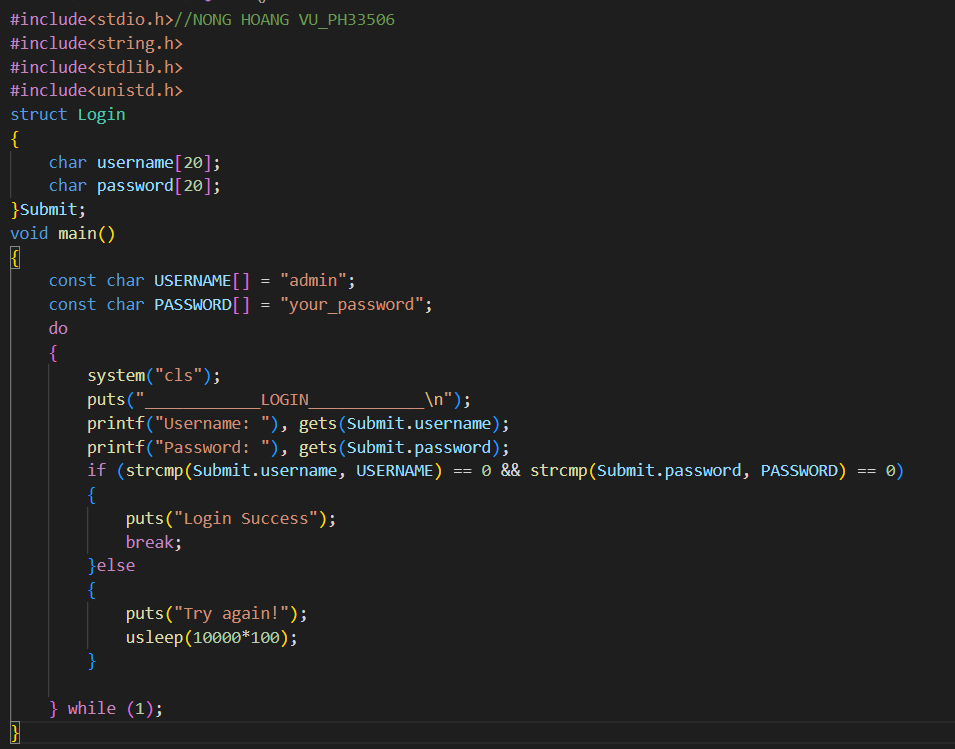 #include<stdio.h>//NONG HOANG VU_PH33506
#include<string.h>
#include<stdlib.h>
#include<unistd.h>
struct Login
{
    char username[20];
    char password[20];
}Submit;
void main()
{
    const char USERNAME[] = "admin";
    const char PASSWORD[] = "your_password";
    do
    {
        system("cls");
        puts("____________LOGIN____________\n");
        printf("Username: "), gets(Submit.username);
        printf("Password: "), gets(Submit.password);
        if (strcmp(Submit.username, USERNAME) == 0 && strcmp(Submit.password, PASSWORD) == 0)
        {
            puts("Login Success");
            break;
        }else
        {
            puts("Try again!");
            usleep(10000*100);
        }
    } while (1);
}